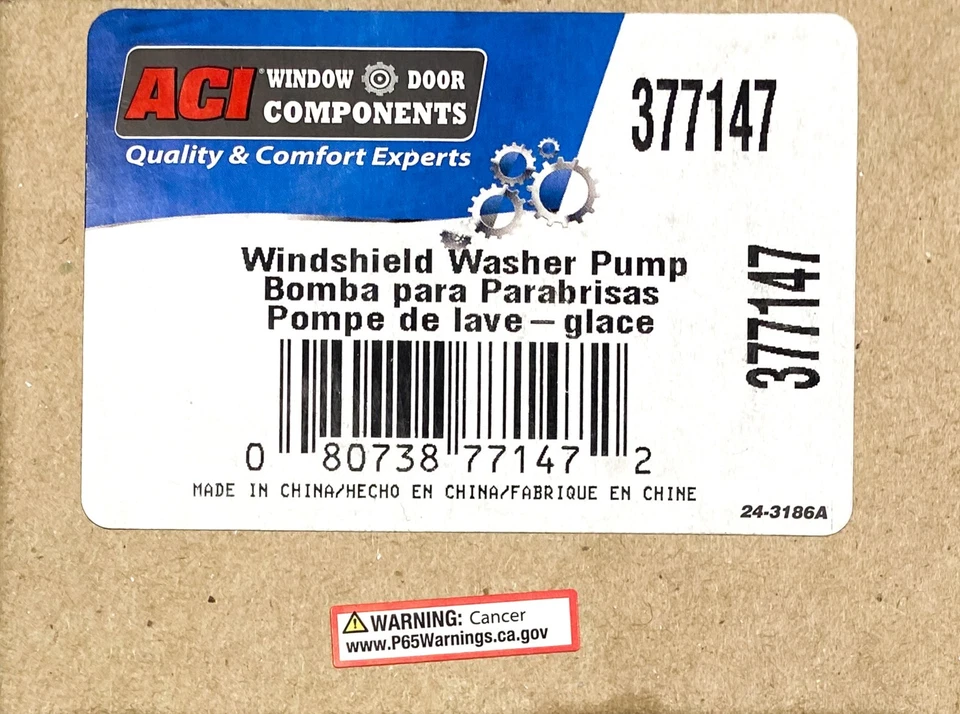 ACI® WINDOW DOOR
COMPONENTS
Quality & Comfort Experts
377147
377147
Windshield Washer Pump
Bomba para Parabrisas
Pompe de lave–glace
0 80738 77147 2
MADE IN CHINA/HECHO EN CHINA/FABRIQUE EN CHINE
24-3186A
WARNING: Cancer
www.P65Warnings.ca.gov